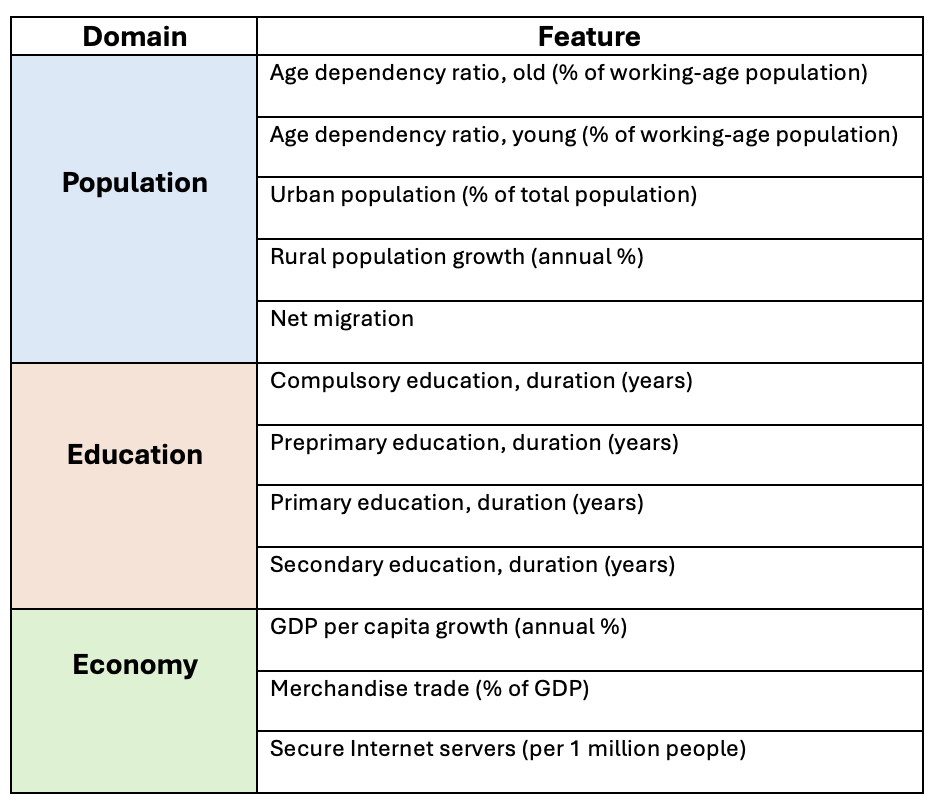 Domain
Feature
Population
Age dependency ratio, old (% of working-age population)
Age dependency ratio, young (% of working-age population)
Urban population (% of total population)
Rural population growth (annual %)
Net migration
Education
Compulsory education, duration (years)
Preprimary education, duration (years)
Primary education, duration (years)
Secondary education, duration (years)
Economy
GDP per capita growth (annual %)
Merchandise trade (% of GDP)
Secure Internet servers (per 1 million people)